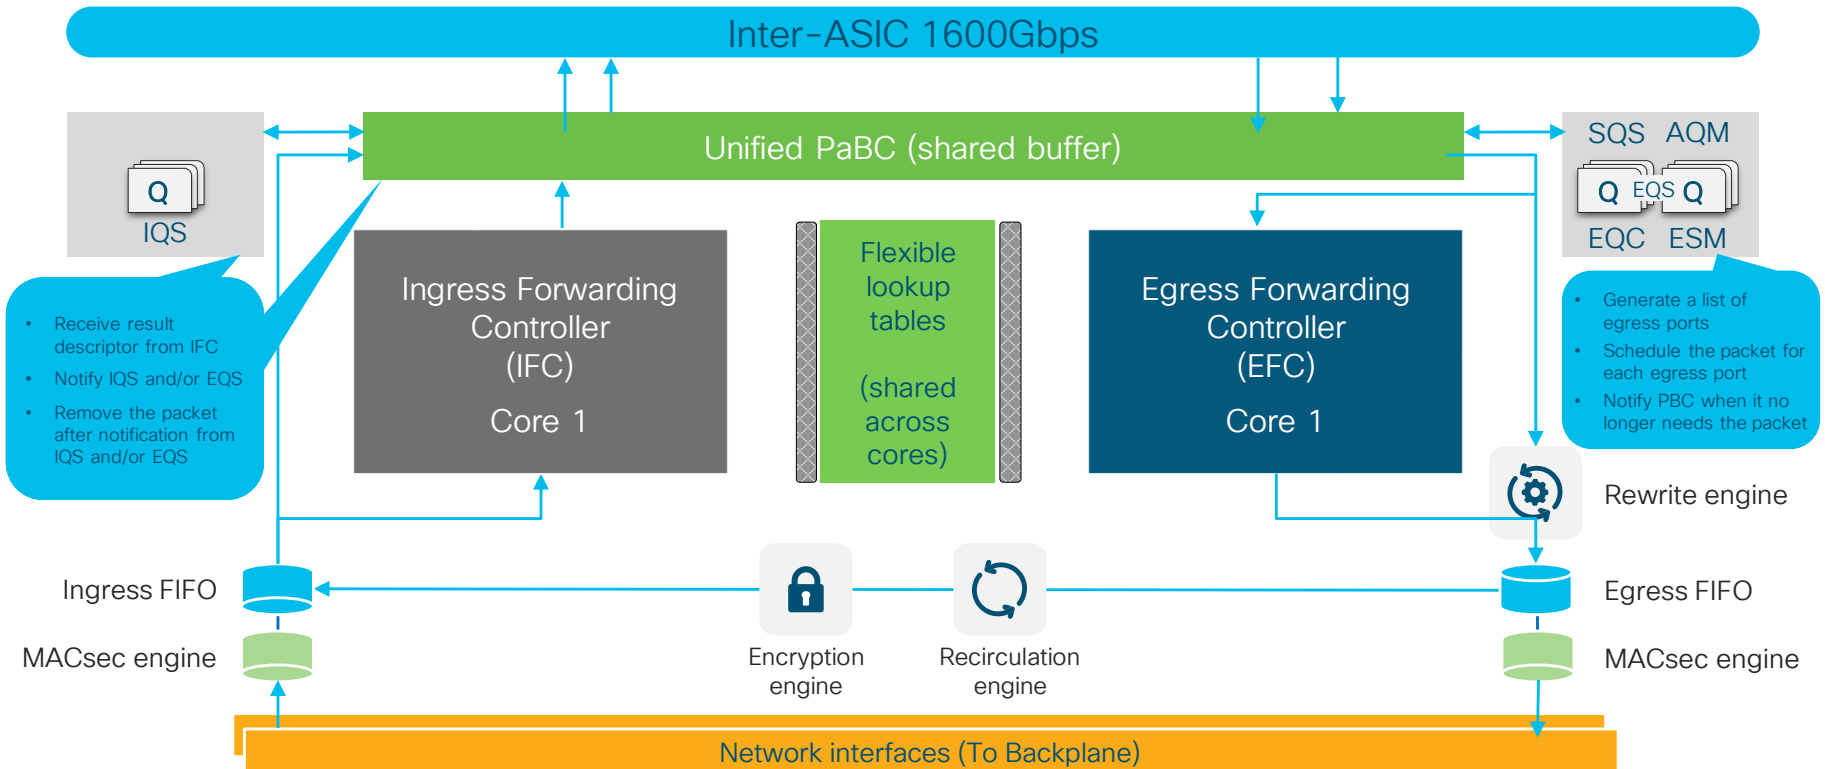 Inter-ASIC 1600Gbps
Unified PaBC (shared buffer)
Q
IQS
SQS AQM
Q EQS Q
EQC ESM
• Receive result
descriptor from IFC
• Notify IQS and/or EQS
• Remove the packet
after notification from
IQS and/or EQS
Ingress Forwarding
Controller
(IFC)
Core 1
Flexible
lookup
tables
(shared
across
cores)
Egress Forwarding
Controller
(EFC)
Core 1
• Generate a list of
egress ports
• Schedule the packet for
each egress port
• Notify PBC when it no
longer needs the packet
Rewrite engine
Ingress FIFO
Egress FIFO
MACsec engine
Encryption
engine
Recirculation
engine
MACsec engine
Network interfaces (To Backplane)